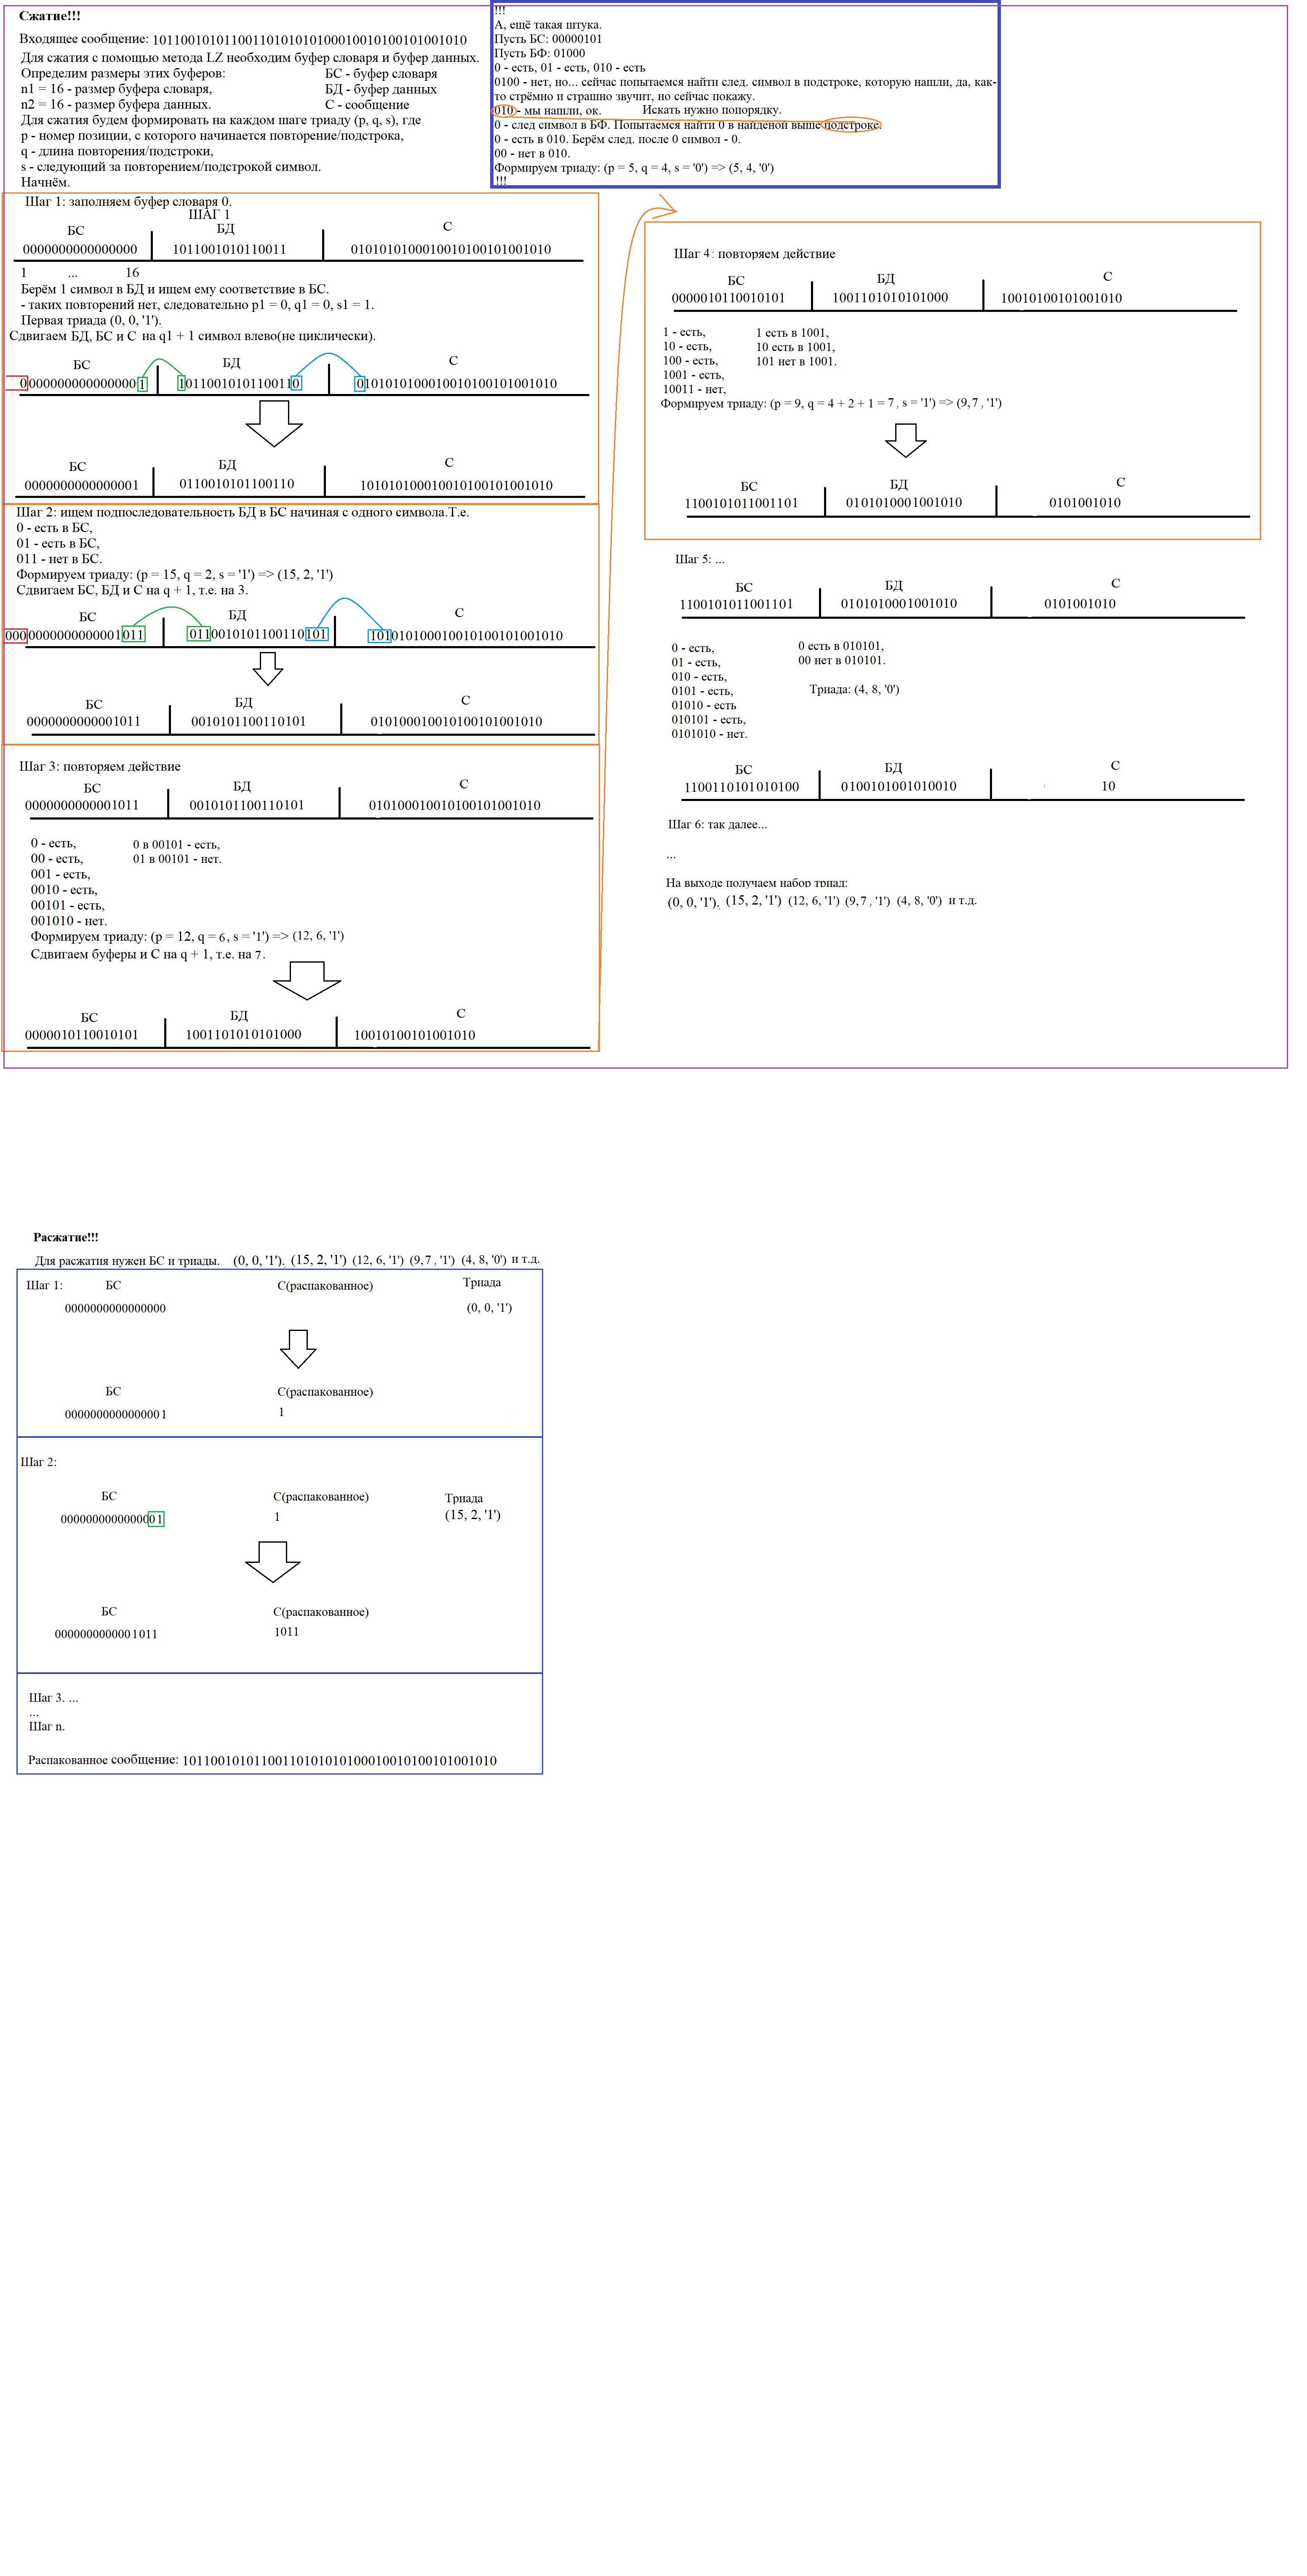 Сжатие!!!
Входящее сообщение: 10110010101100110101010100010010100101001010
Для сжатия с помощью метода LZ необходим буфер словаря и буфер данных.
Определим размеры этих буферов: БС - буфер словаря
n1 = 16 - размер буфера словаря, БД - буфер данных
n2 = 16 - размер буфера данных. С - сообщение
Для сжатия будем формировать на каждом шаге триаду (p, q, s), где
p - номер позиции, с которого начинается повторение/подстрока,
q - длина повторения/подстроки,
s - следующий за повторением/подстрокой символ.
Начнём.
!!!
А, ещё такая штука.
Пусть БС: 00000101
Пусть БФ: 01000
0 - есть, 01 - есть, 010 - есть
0100 - нет, но... сейчас попытаемся найти след. символ в подстроке, которую нашли, да, как-
то стрёмно и страшно звучит, но сейчас покажу.
010 - мы нашли, ок. Искать нужно попорядку.
0 - след символ в БФ. Попытаемся найти 0 в найденой выше подстроке.
0 - есть в 010. Берём след. после 0 символ - 0.
00 - нет в 010.
Формируем триаду: (p = 5, q = 4, s = '0') => (5, 4, '0')
!!!
Шаг 1: заполняем буфер словаря 0.
ШАГ 1
БС БД С
0000000000000000 1011001010110011 0101010100010010100101001010
1 ... 16
Берём 1 символ в БД и ищем ему соответствие в БС.
- таких повторений нет, следовательно p1 = 0, q1 = 0, s1 = 1.
Первая триада (0, 0, '1').
Сдвигаем БД, БС и С на q1 + 1 символ влево(не циклически).
БС БД С
00000000000000001 10110010101100110 0101010100010010100101001010
БС БД С
0000000000000001 0110010101100110 101010100010010100101001010
Шаг 2: ищем подпоследовательность БД в БС начиная с одного символа.Т.е.
0 - есть в БС,
01 - есть в БС,
011 - нет в БС.
Формируем триаду: (p = 15, q = 2, s = '1') => (15, 2, '1')
Сдвигаем БС, БД и С на q + 1, т.е. на 3.
БС БД С
0000000000000001011 0110010101100110101 101010100010010100101001010
БС БД С
0000000000001011 0010101100110101 010100010010100101001010
Шаг 3: повторяем действие
БС БД С
0000000000001011 0010101100110101 010100010010100101001010
0 - есть, 0 в 00101 - есть,
00 - есть, 01 в 00101 - нет.
001 - есть,
0010 - есть,
00101 - есть,
001010 - нет.
Формируем триаду: (p = 12, q = 6, s = '1') => (12, 6, '1')
Сдвигаем буферы и С на q + 1, т.е. на 7.
БС БД С
0000010110010101 1001101010101000 10010100101001010
Шаг 4: повторяем действие
БС БД С
0000010110010101 1001101010101000 10010100101001010
1 - есть, 1 есть в 1001,
10 - есть, 10 есть в 1001,
100 - есть, 101 нет в 1001.
1001 - есть,
10011 - нет,
Формируем триаду: (p = 9, q = 4 + 2 + 1 = 7 , s = '1') => (9, 7 , '1')
БС БД С
1100101011001101 0101010001001010 0101001010
Шаг 5: ...
БС БД С
1100101011001101 0101010001001010 0101001010
0 - есть, 0 есть в 010101,
01 - есть, 00 нет в 010101.
010 - есть,
0101 - есть, Триада: (4, 8, '0')
01010 - есть
010101 - есть,
0101010 - нет.
БС БД С
1100110101010100 0100101001010010 10
Шаг 6: так далее...
...
На выходе получаем набор триад:
(0, 0, '1'). (15, 2, '1') (12, 6, '1') (9, 7 , '1') (4, 8, '0') и т.д.
Расжатие!!!
Для расжатия нужен БС и триады. (0, 0, '1'). (15, 2, '1') (12, 6, '1') (9, 7 , '1') (4, 8, '0') и т.д.
Шаг 1: БС С(распакованное) Триада
0000000000000000 (0, 0, '1')
БС С(распакованное)
0000000000000001 1
Шаг 2:
БС С(распакованное) Триада
0000000000000001 1 (15, 2, '1')
БС С(распакованное)
0000000000001011 1011
Шаг 3. ...
...
Шаг n.
Распакованное сообщение: 10110010101100110101010100010010100101001010